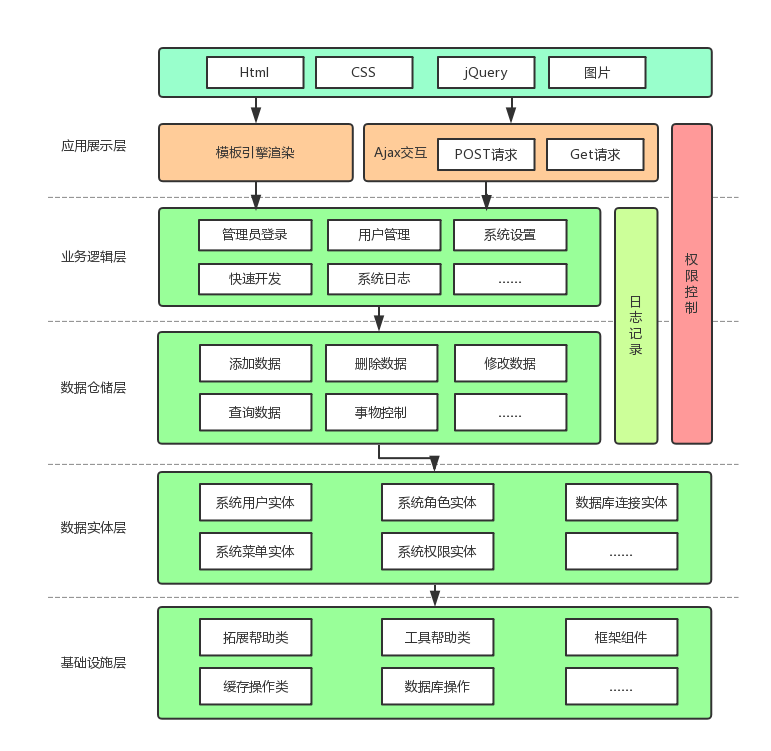 Html
CSS
jQuery
图片
应用展示层
模板引擎渲染
Ajax交互
POST请求
Get请求
业务逻辑层
管理员登录
用户管理
系统设置
快速开发
系统日志
......
日志记录
权限控制
数据仓储层
添加数据
删除数据
修改数据
查询数据
事物控制
......
数据实体层
系统用户实体
系统角色实体
数据库连接实体
系统菜单实体
系统权限实体
......
基础设施层
拓展帮助类
工具帮助类
框架组件
缓存操作类
数据库操作
......